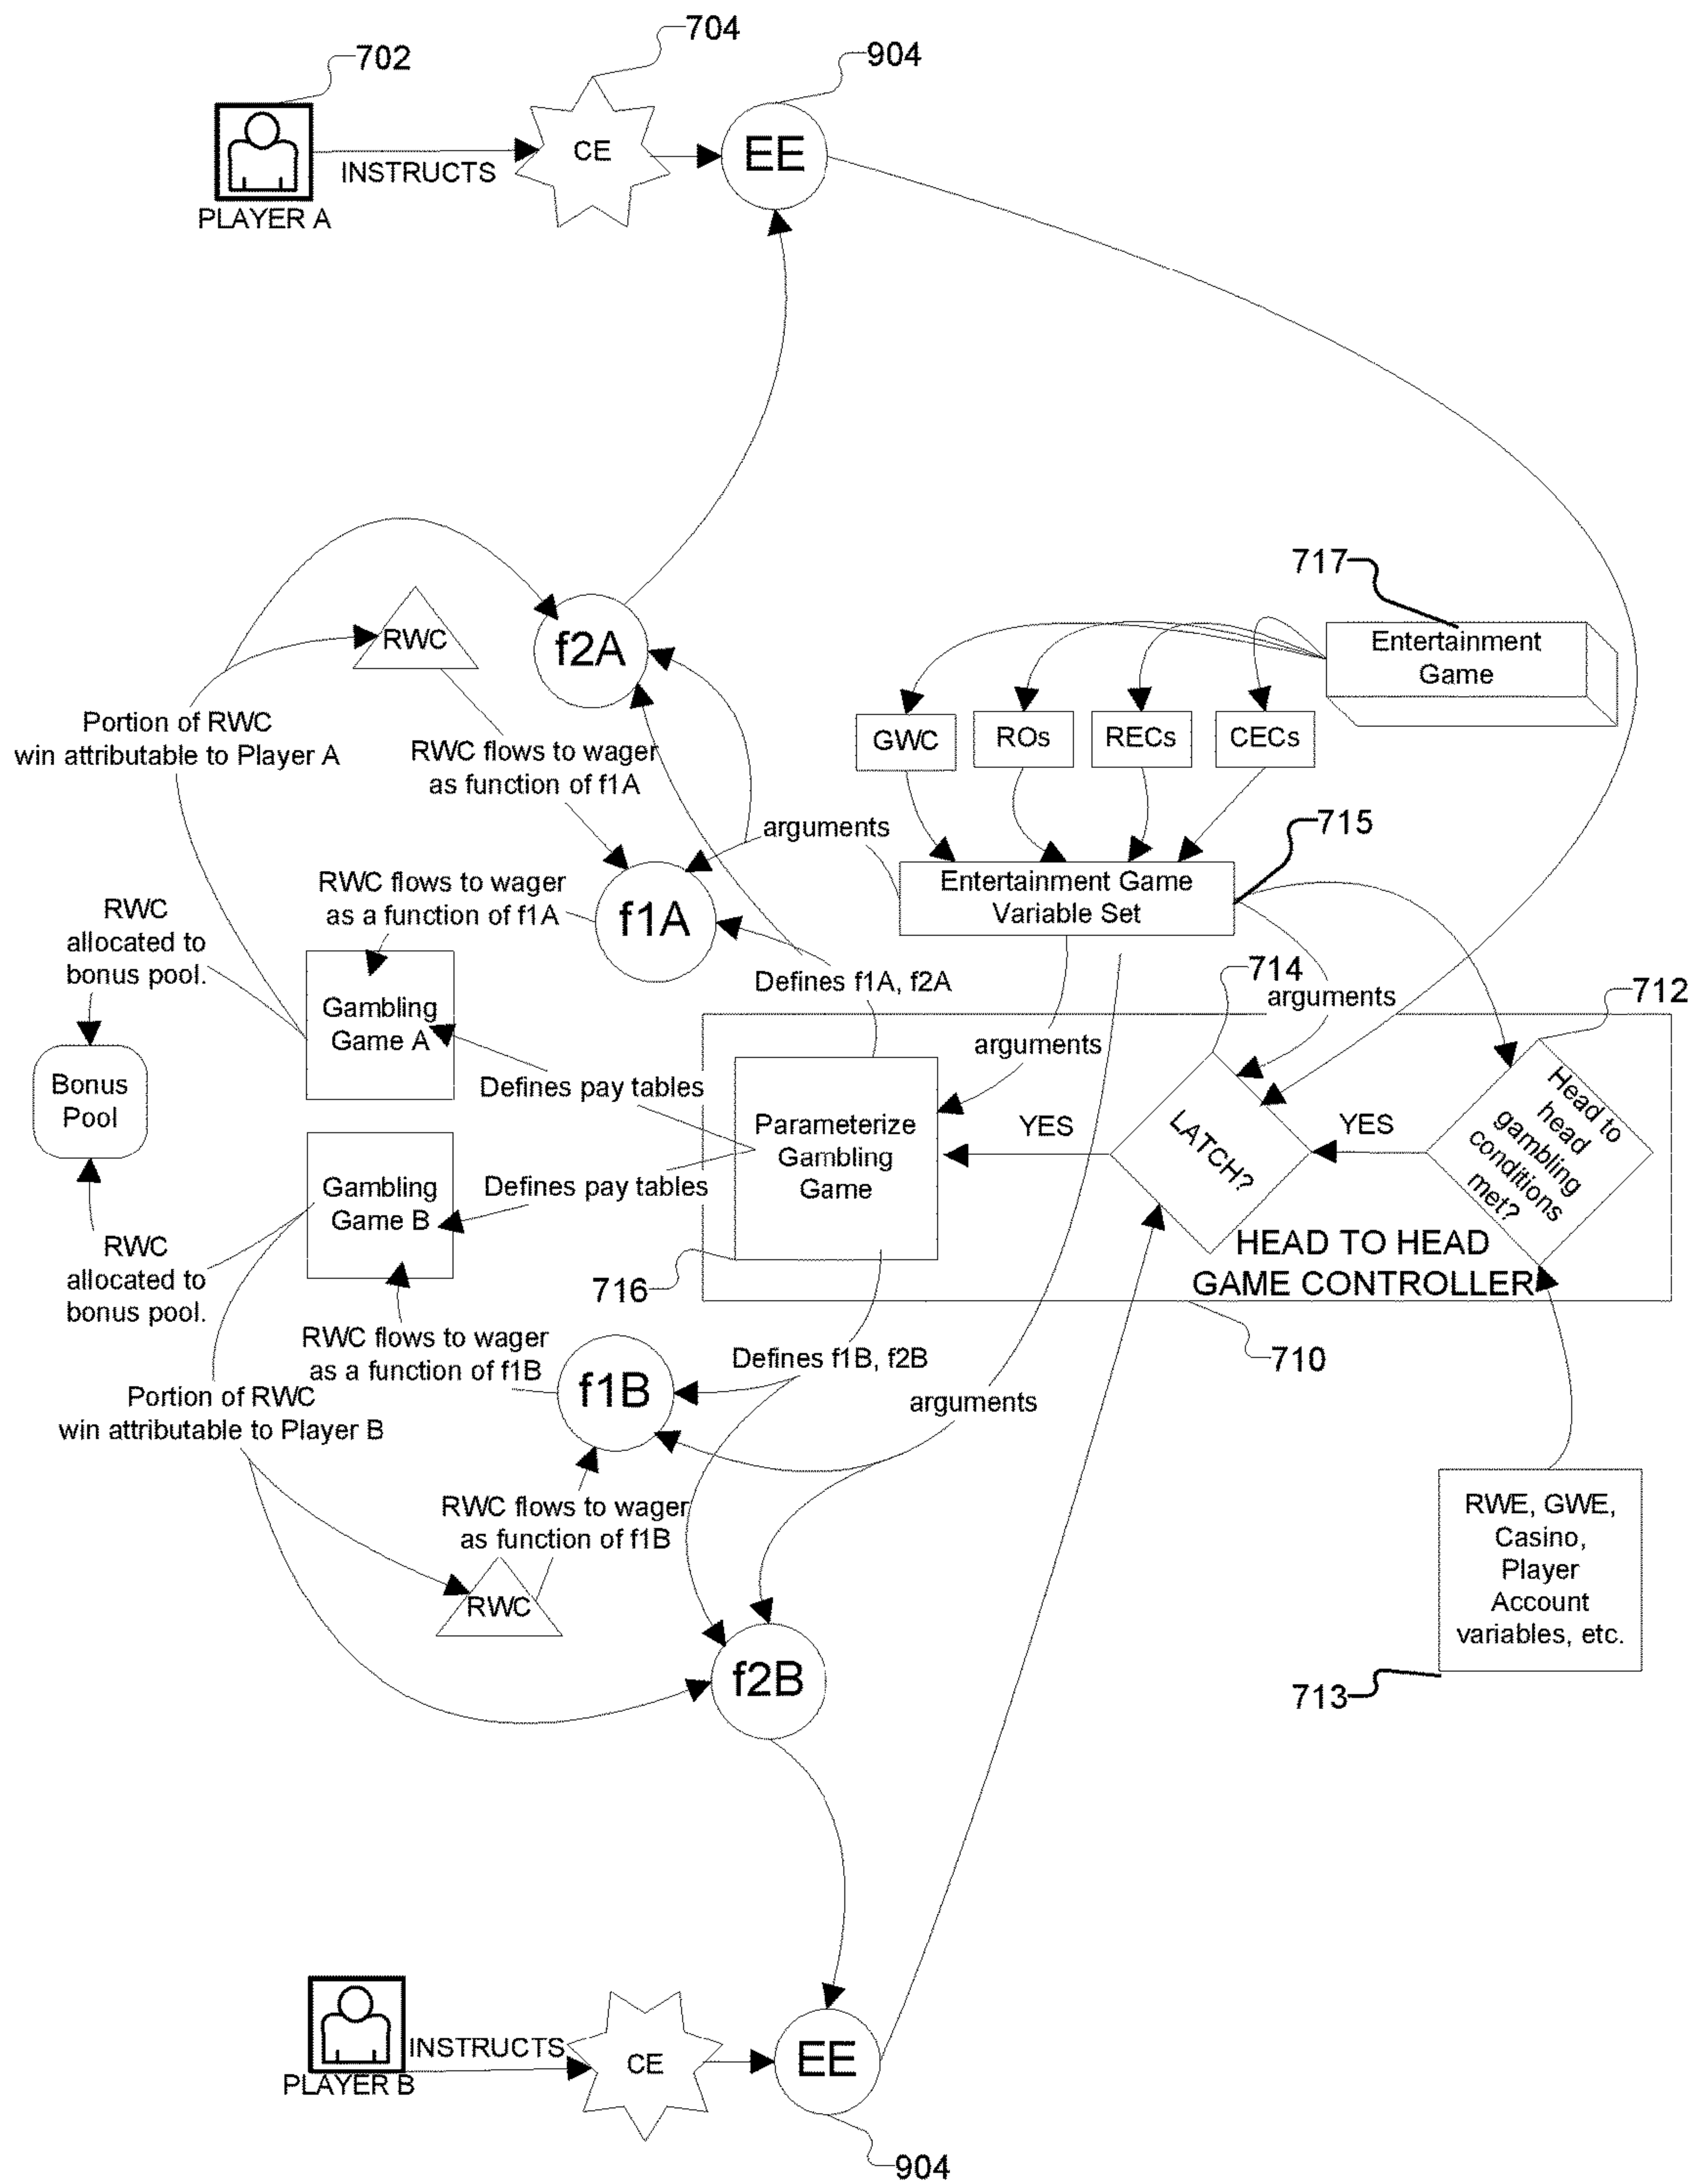 704
702
904
CE
EE
INSTRUCTS
PLAYER A
717
Entertainment
Game
RWC
f2A
GWC
ROs
RECs
CECs
Portion of RWC
win attributable to Player A
RWC flows to wager
as function of f1A
715
arguments
Entertainment Game
Variable Set
RWC flows to wager
as a function of f1A
f1A
RWC
allocated to
bonus pool.
714
712
Defines f1A, f2A
arguments
Gambling
Game A
arguments
Bonus
Pool
Defines pay tables
Parameterize
Gambling
Game
YES
LATCH?
YES
Head to
head
gambling
conditions
met?
Gambling
Game B
Defines pay tables
HEAD TO HEAD
GAME CONTROLLER
RWC
allocated to
bonus pool.
716
710
RWC flows to wager
as a function of f1B
Defines f1B, f2B
f1B
arguments
Portion of RWC
win attributable to Player B
RWC flows to wager
as function of f1B
RWC
RWE, GWE,
Casino,
Player
Account
variables, etc.
f2B
713
INSTRUCTS
PLAYER B
CE
EE
904